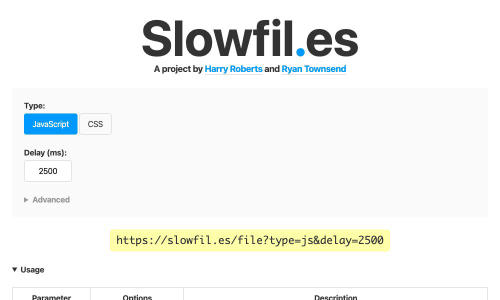 Slowfil.es
A project by Harry Roberts and Ryan Townsend
Type:
JavaScript CSS
Delay (ms):
2500
▶ Advanced
https://slowfil.es/file?type=js&delay=2500
▼ Usage
Parameter Options Description